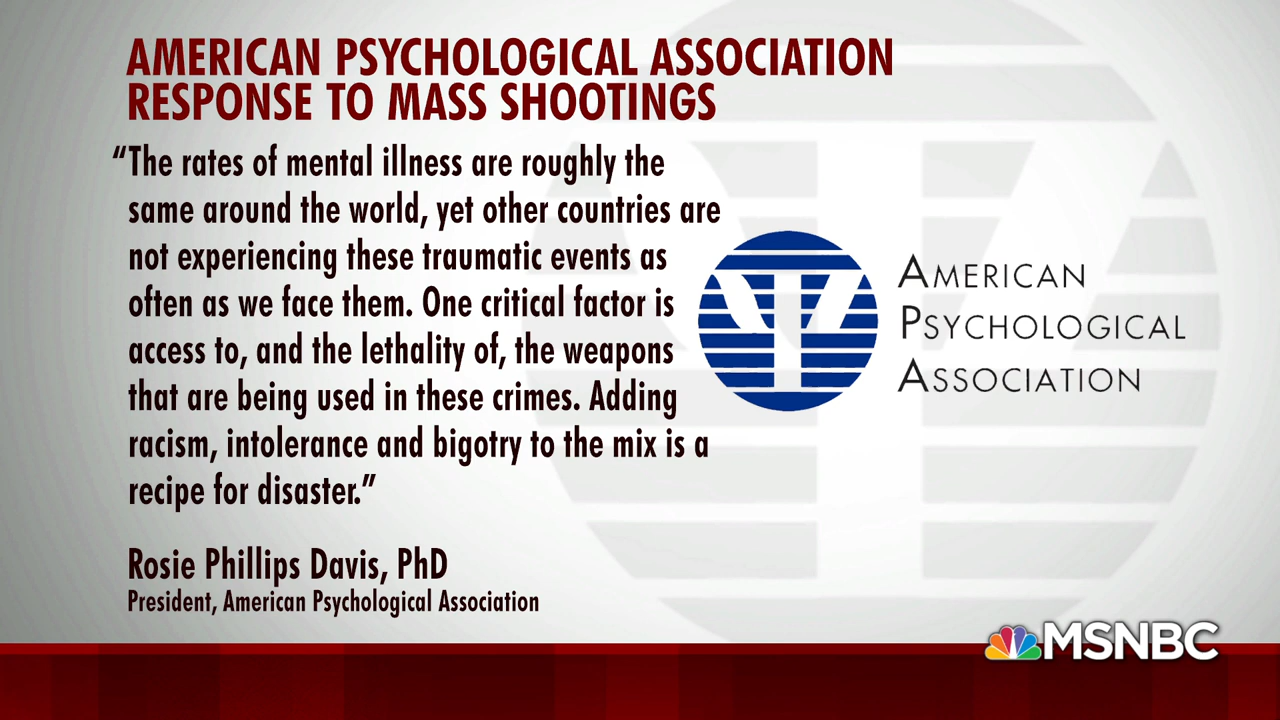 AMERICAN PSYCHOLOGICAL ASSOCIATION
RESPONSE TO MASS SHOOTINGS
“The rates of mental illness are roughly the
same around the world, yet other countries are
not experiencing these traumatic events as
often as we face them. One critical factor is
access to, and the lethality of, the weapons
that are being used in these crimes. Adding
racism, intolerance and bigotry to the mix is a
recipe for disaster.”
Rosie Phillips Davis, PhD
President, American Psychological Association
AMERICAN
PSYCHOLOGICAL
ASSOCIATION
MSNBC